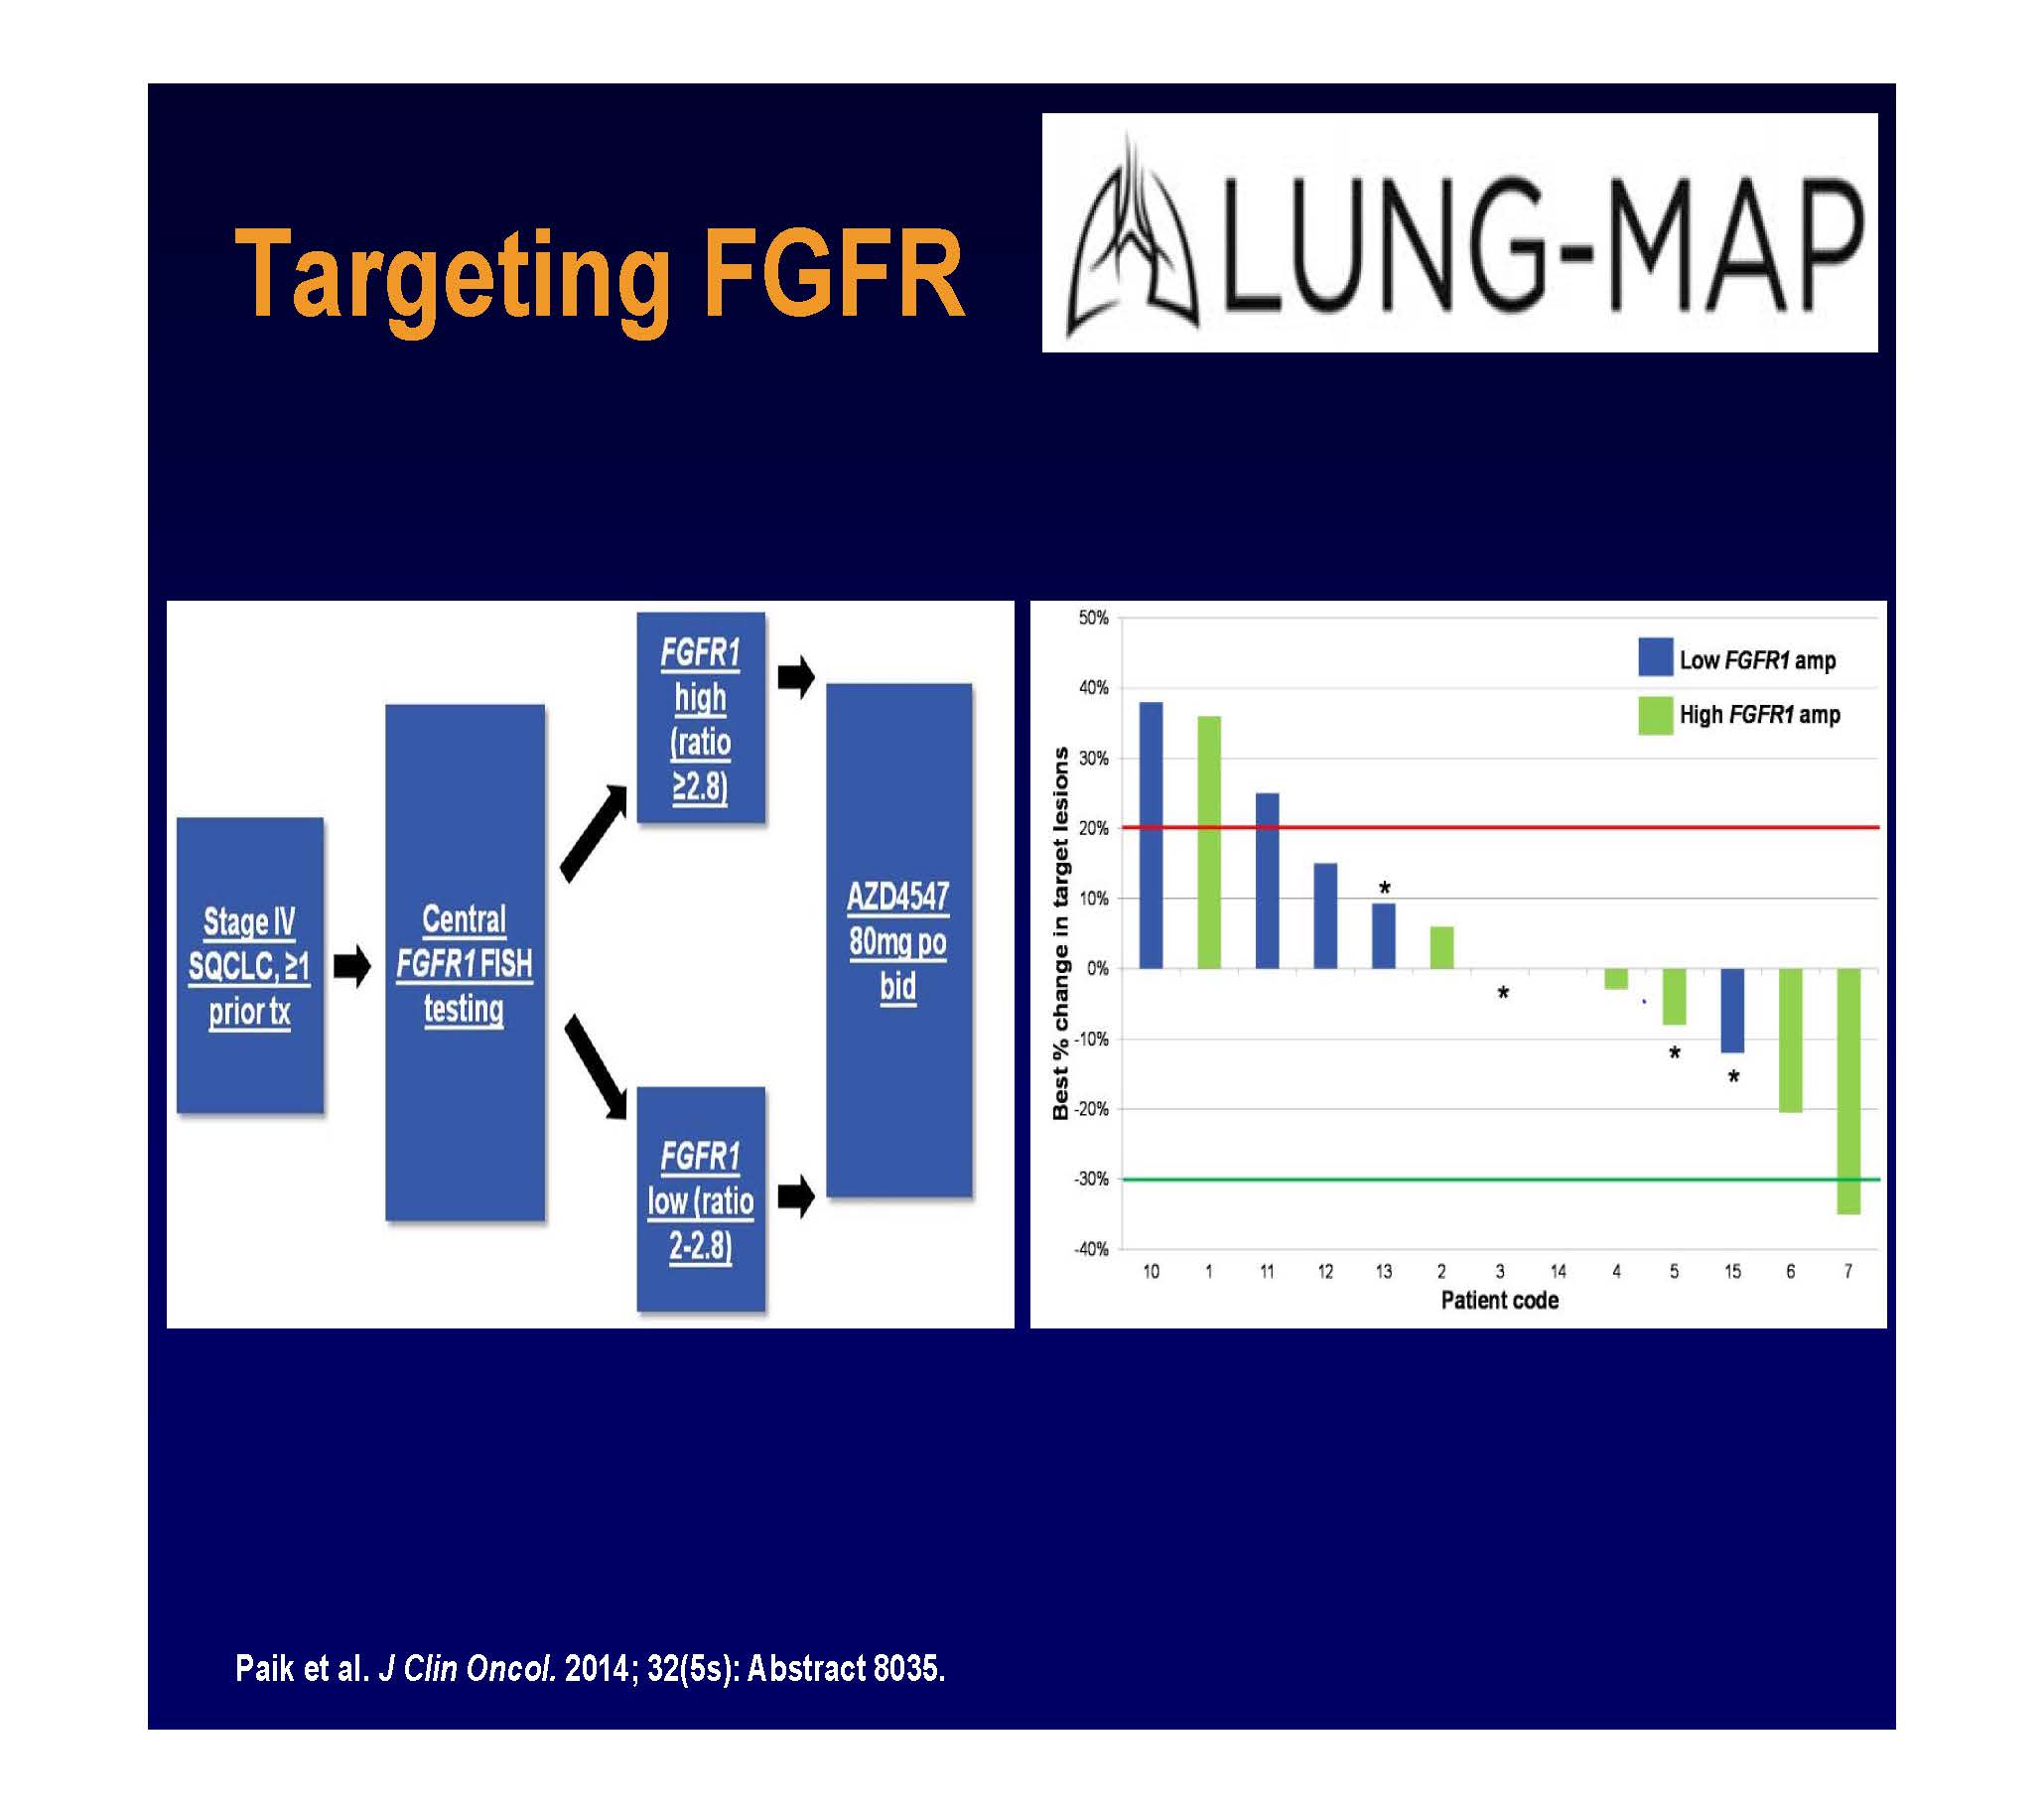 Targeting FGFR
LUNG-MAP
Stage IV
SQCLC, ≥1
prior tx
Central
FGFR1 FISH
testing
FGFR1
high
(ratio
≥2.8)
FGFR1
low (ratio
2-2.8)
AZD4547
80mg po
bid
Best % change in target lesions
50%
40%
30%
20%
10%
0%
-10%
-20%
-30%
-40%
Low FGFR1 amp
High FGFR1 amp
*
*
*
*
10 1 11 12 13 2 3 14 4 5 15 6 7
Patient code
Paik et al. J Clin Oncol. 2014; 32(5s): Abstract 8035.